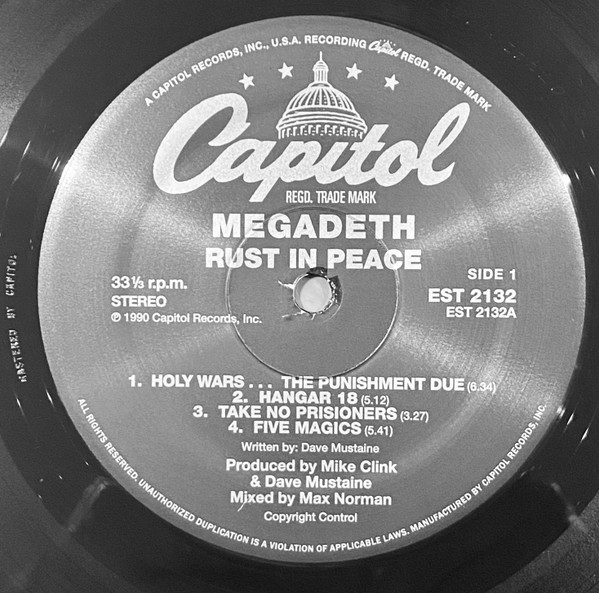 A CAPITOL RECORDS, INC., U.S.A. RECORDING Capitol REGD. TRADE MARK
Capitol
REGD. TRADE MARK
MEGADETH
RUST IN PEACE
33⅓ r.p.m.
STEREO
℗ 1990 Capitol Records, Inc.
SIDE 1
EST 2132
EST 2132A
1. HOLY WARS . . . THE PUNISHMENT DUE (6.34)
2. HANGAR 18 (5.12)
3. TAKE NO PRISIONERS (3.27)
4. FIVE MAGICS (5.41)
Written by: Dave Mustaine
Produced by Mike Clink
& Dave Mustaine
Mixed by Max Norman
Copyright Control
ALL RIGHTS RESERVED. UNAUTHORIZED DUPLICATION IS A VIOLATION OF APPLICABLE LAWS. MANUFACTURED BY CAPITOL RECORDS, INC.
MASTERED BY CAPITOL